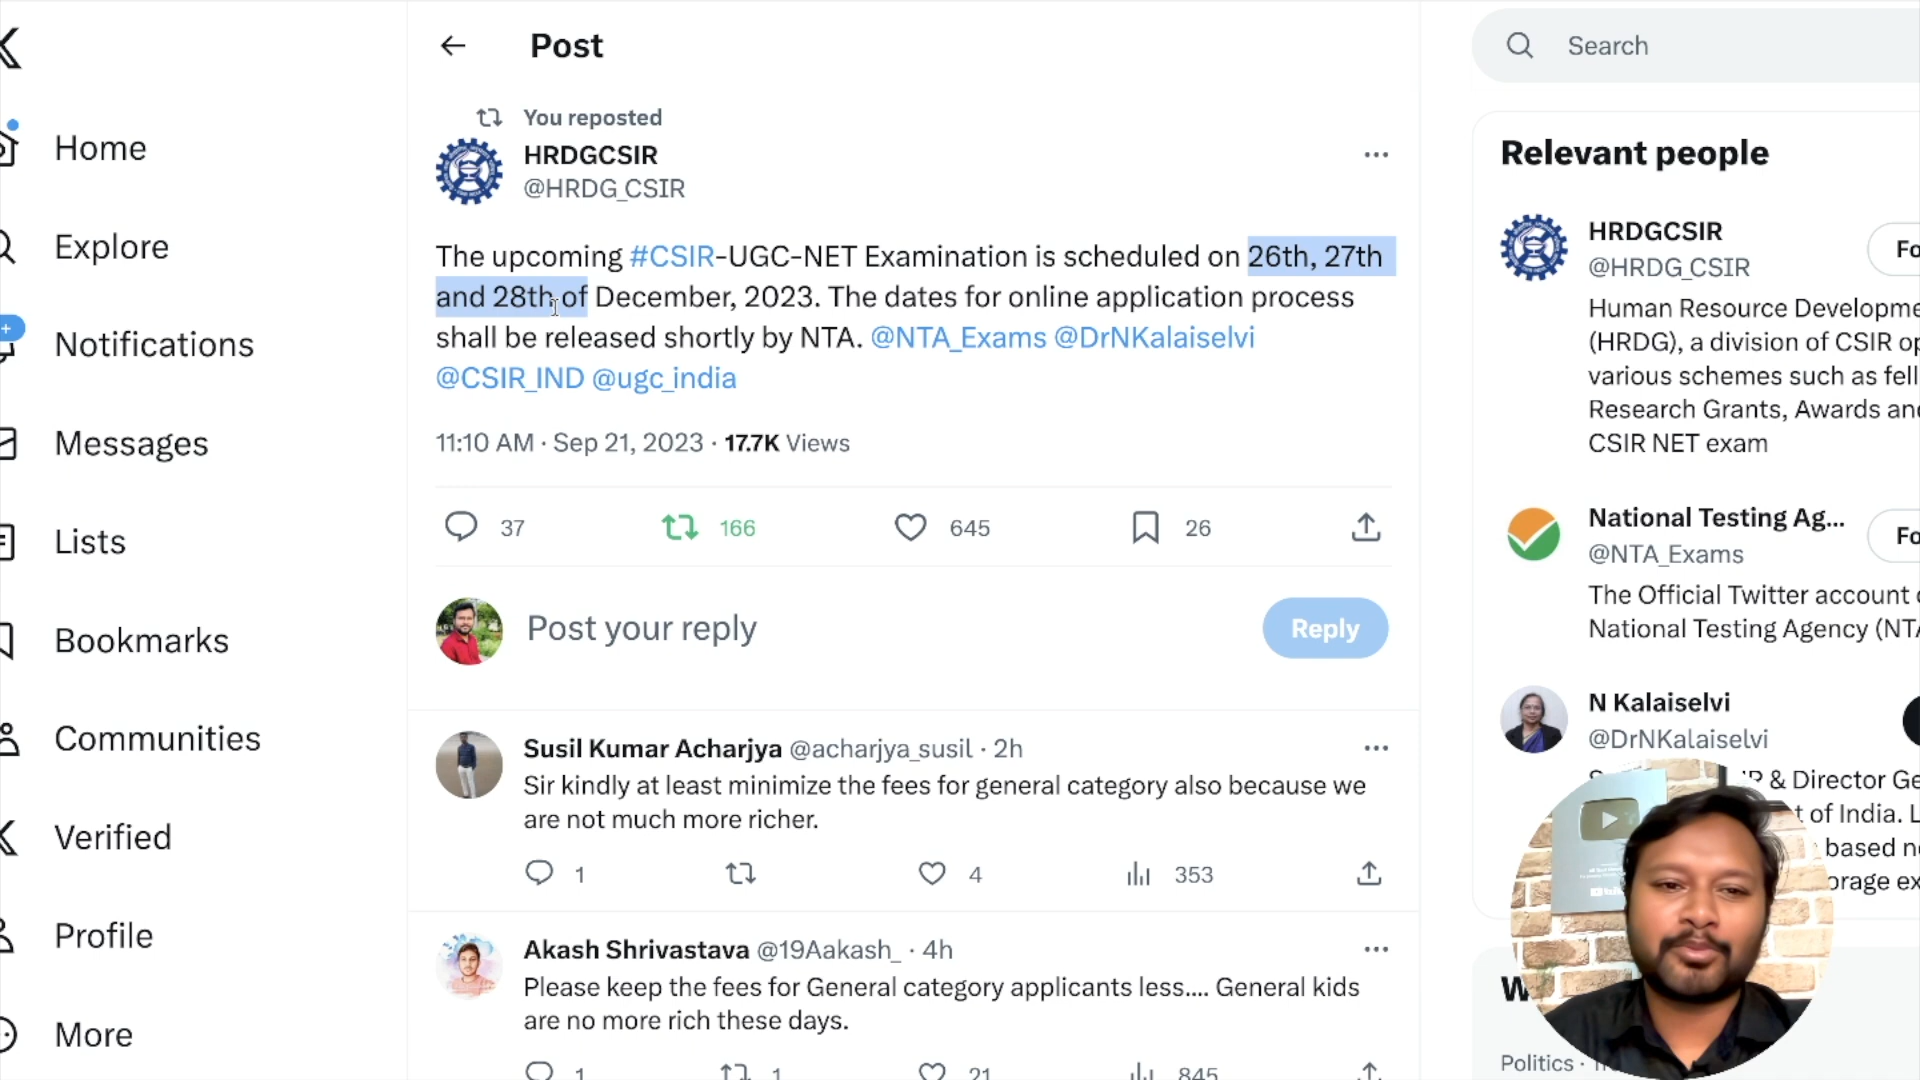 Post
Search
You reposted
HRDGCSIR
@HRDG_CSIR
The upcoming #CSIR-UGC-NET Examination is scheduled on 26th, 27th
and 28th of December, 2023. The dates for online application process
shall be released shortly by NTA. @NTA_Exams @DrNKalaiselvi
@CSIR_IND @ugc_india
11:10 AM · Sep 21, 2023 · 17.7K Views
37 166 645 26
Post your reply
Reply
Susil Kumar Acharjya @acharjya_susil · 2h
Sir kindly at least minimize the fees for general category also because we
are not much more richer.
1 4 353
Akash Shrivastava @19Aakash_ · 4h
Please keep the fees for General category applicants less.... General kids
are no more rich these days.
1 1 21 845
Home
Explore
Notifications
Messages
Lists
Bookmarks
Communities
Verified
Profile
More
Relevant people
HRDGCSIR
@HRDG_CSIR
Fo
Human Resource Developme
(HRDG), a division of CSIR op
various schemes such as fell
Research Grants, Awards and
CSIR NET exam
National Testing Ag...
@NTA_Exams
Fo
The Official Twitter account o
National Testing Agency (NTA
N Kalaiselvi
@DrNKalaiselvi
& Director Ge
t of India. L
based n
orage ex
W
Politics ·